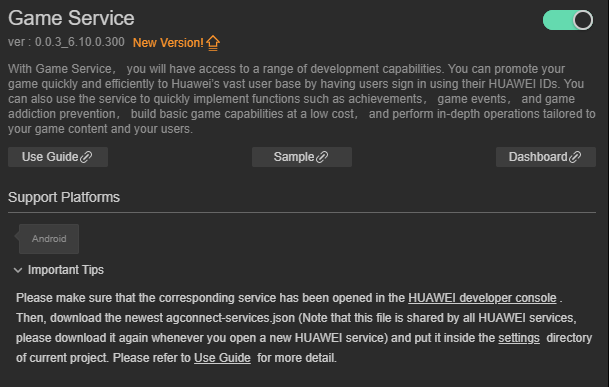 Game Service
ver : 0.0.3_6.10.0.300 New Version!
With Game Service， you will have access to a range of development capabilities. You can promote your
game quickly and efficiently to Huawei's vast user base by having users sign in using their HUAWEI IDs. You
can also use the service to quickly implement functions such as achievements， game events， and game
addiction prevention， build basic game capabilities at a low cost， and perform in-depth operations tailored to
your game content and your users.
Use Guide Sample Dashboard
Support Platforms
Android
Important Tips
Please make sure that the corresponding service has been opened in the HUAWEI developer console .
Then, download the newest agconnect-services.json (Note that this file is shared by all HUAWEI services,
please download it again whenever you open a new HUAWEI service) and put it inside the settings directory
of current project. Please refer to Use Guide for more detail.